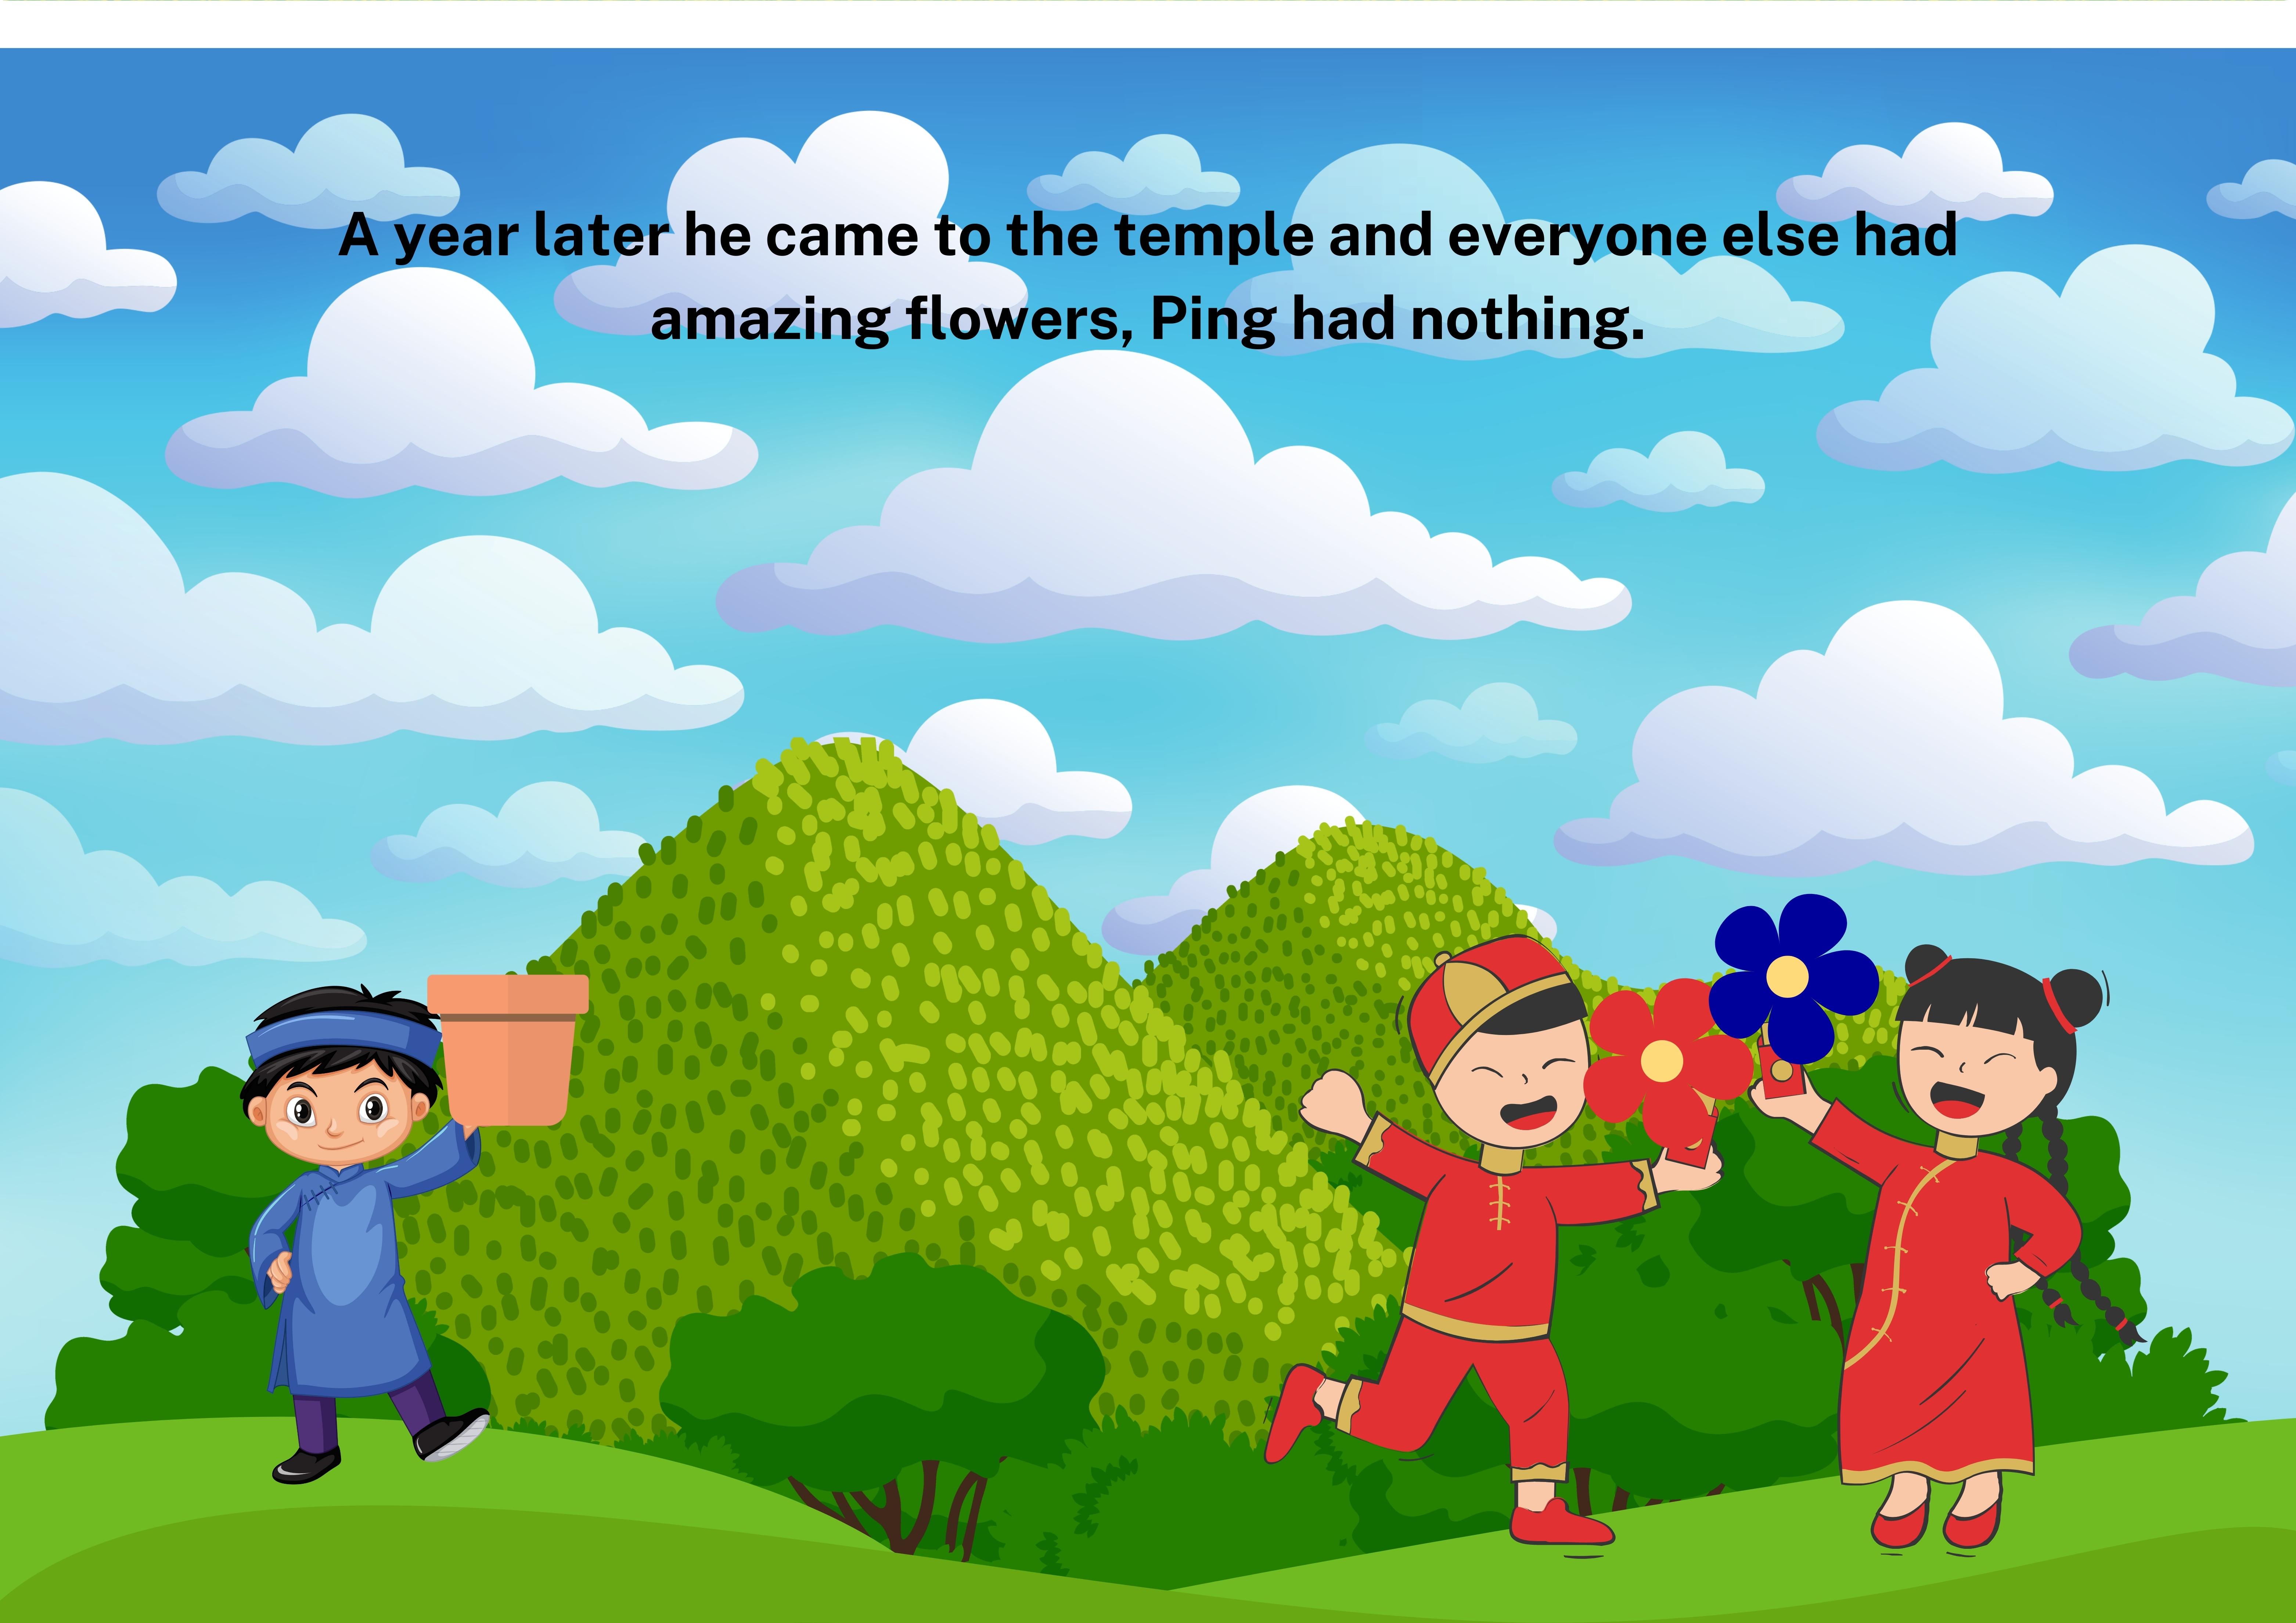 A year later he came to the temple and everyone else had
amazing flowers, Ping had nothing.